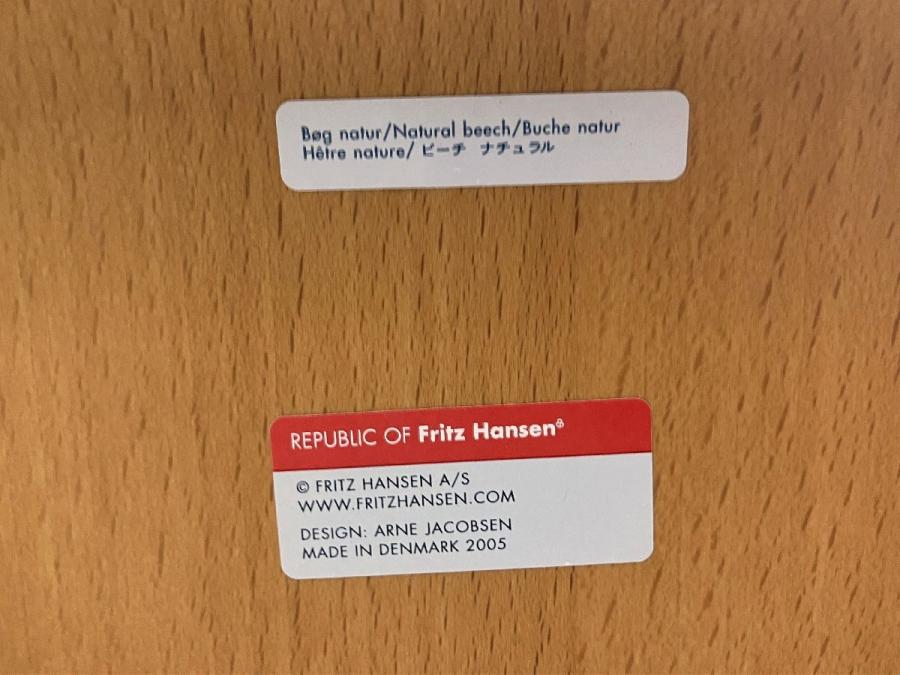 Bøg natur/Natural beech/Buche natur
Hêtre nature/ ビーチ ナチュラル
REPUBLIC OF Fritz Hansen®
© FRITZ HANSEN A/S
WWW.FRITZHANSEN.COM
DESIGN: ARNE JACOBSEN
MADE IN DENMARK 2005